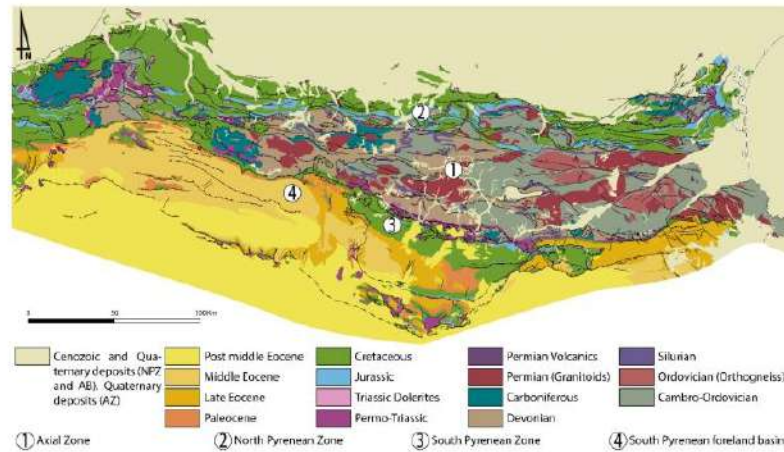 N
2
1
4
3
0 50 100Km
Cenozoic and Qua-
ternary deposits (NPZ
and AB). Quaternary
deposits (AZ)
Post middle Eocene
Middle Eocene
Late Eocene
Paleocene
Cretaceous
Jurassic
Triassic Dolerites
Permo-Triassic
Permian Volcanics
Permian (Granitoids)
Carboniferous
Devonian
Silurian
Ordovician (Orthogneiss)
Cambro-Ordovician
1 Axial Zone
2 North Pyrenean Zone
3 South Pyrenean Zone
4 South Pyrenean foreland basin